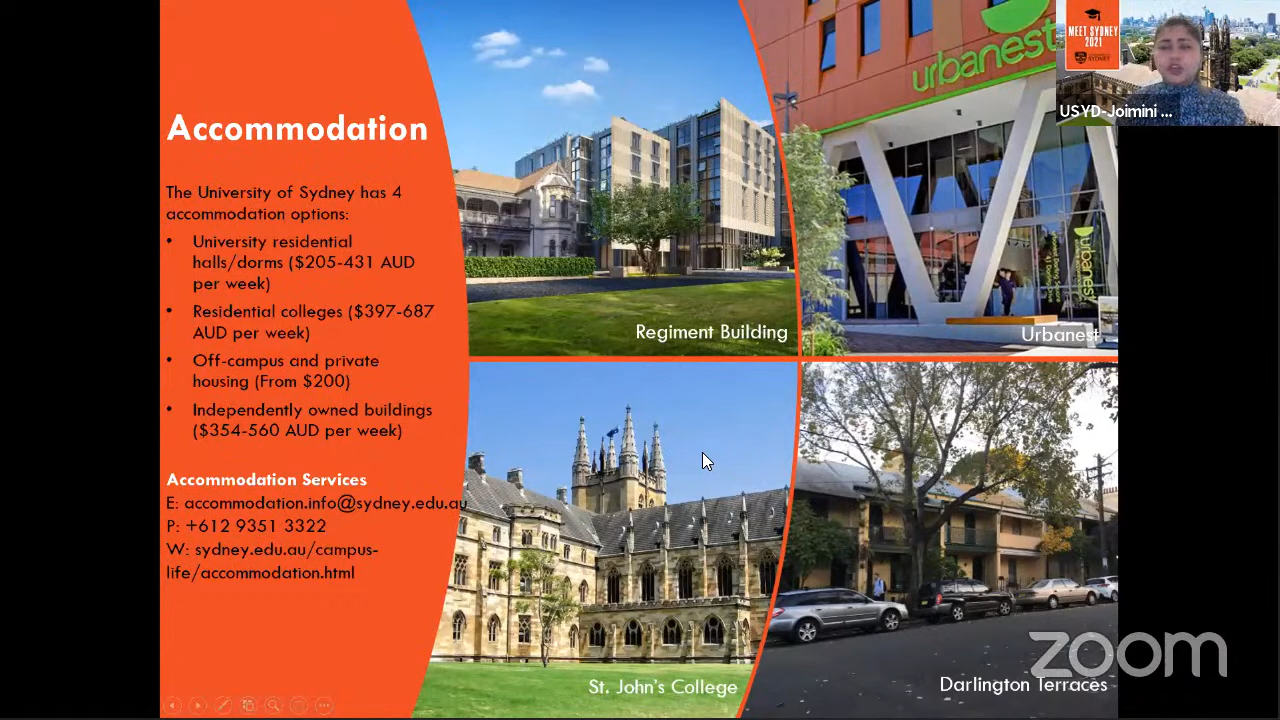 Accommodation
The University of Sydney has 4
accommodation options:
• University residential
halls/dorms ($205-431 AUD
per week)
• Residential colleges ($397-687
AUD per week)
• Off-campus and private
housing (From $200)
• Independently owned buildings
($354-560 AUD per week)
Accommodation Services
E: accommodation.info@sydney.edu.au
P: +612 9351 3322
W: sydney.edu.au/campus-
life/accommodation.html
Regiment Building
urbanest
urbanest
Urbanest
St. John's College
Darlington Terraces
MEET SYDNEY
2021
SYDNEY
USYD-Joimini ...
zoom